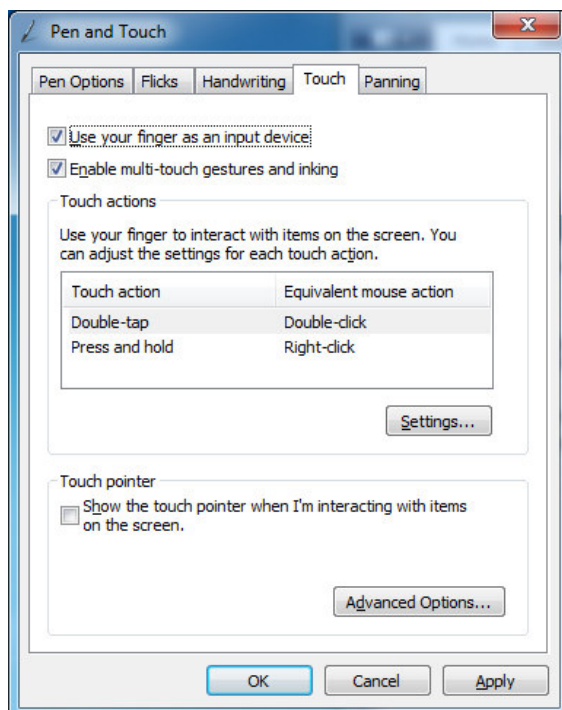 Pen and Touch
Pen Options Flicks Handwriting Touch Panning
Use your finger as an input device
Enable multi-touch gestures and inking
Touch actions
Use your finger to interact with items on the screen. You
can adjust the settings for each touch action.
Touch action Equivalent mouse action
Double-tap Double-click
Press and hold Right-click
Settings...
Touch pointer
Show the touch pointer when I'm interacting with items
on the screen.
Advanced Options...
OK Cancel Apply